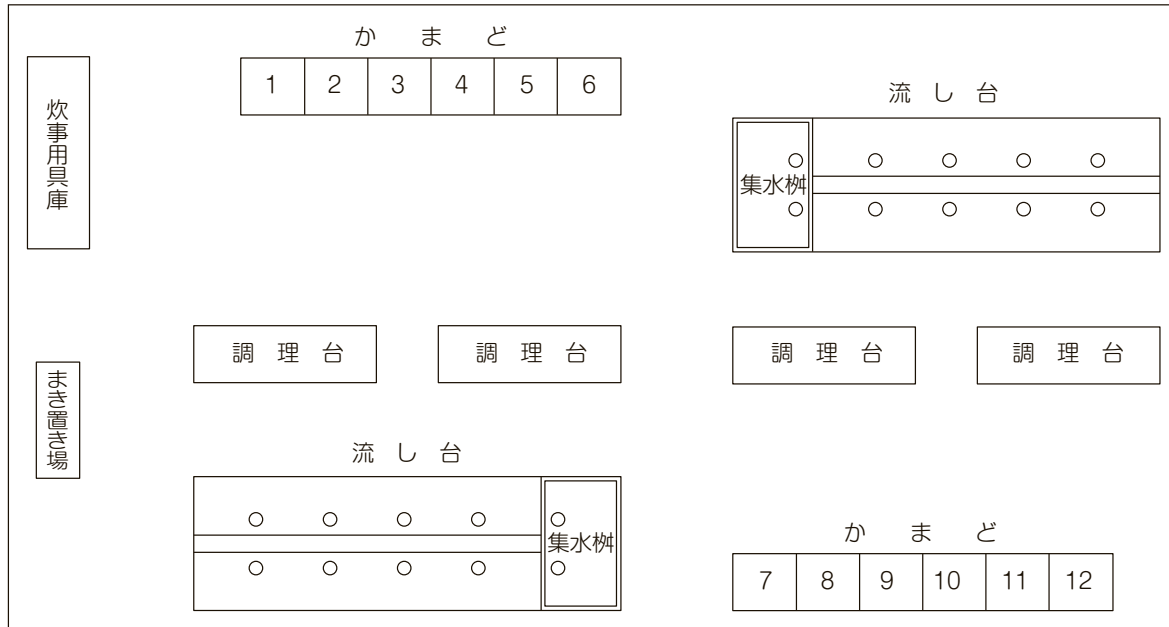 かまど
1 2 3 4 5 6
流し台
炊事用具庫
集水桝
調理台 調理台 調理台 調理台
まき置き場
流し台
集水桝
かまど
7 8 9 10 11 12